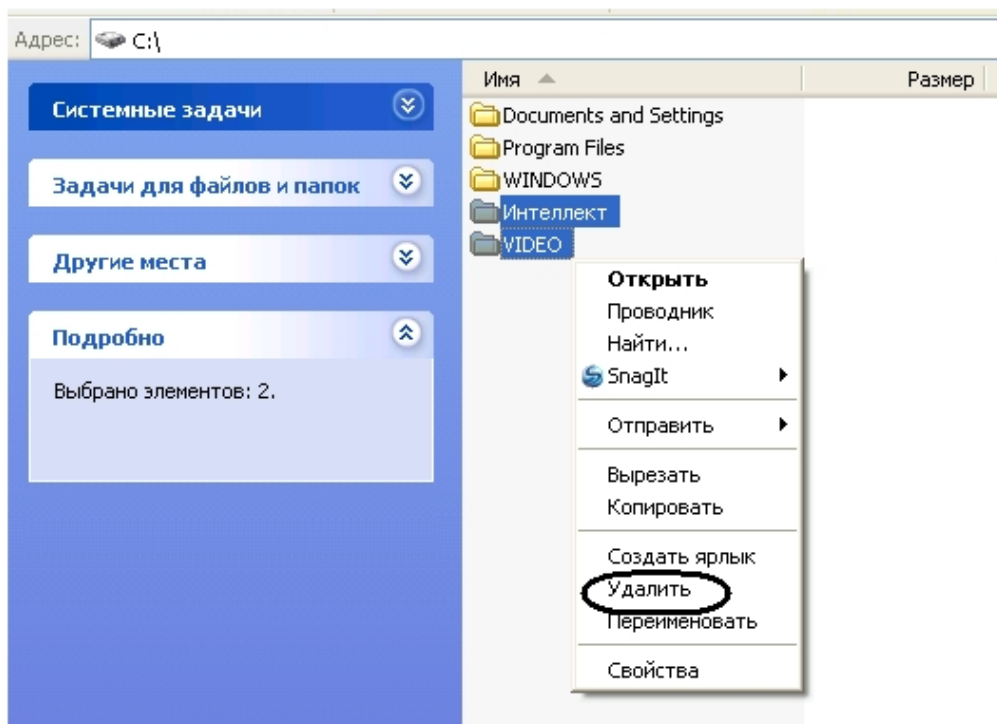 Адрес: C:\
Имя Размер
Системные задачи
Задачи для файлов и папок
Другие места
Подробно
Выбрано элементов: 2.
Documents and Settings
Program Files
WINDOWS
Интеллект
VIDEO
Открыть
Проводник
Найти...
SnagIt
Отправить
Вырезать
Копировать
Создать ярлык
Удалить
Переименовать
Свойства